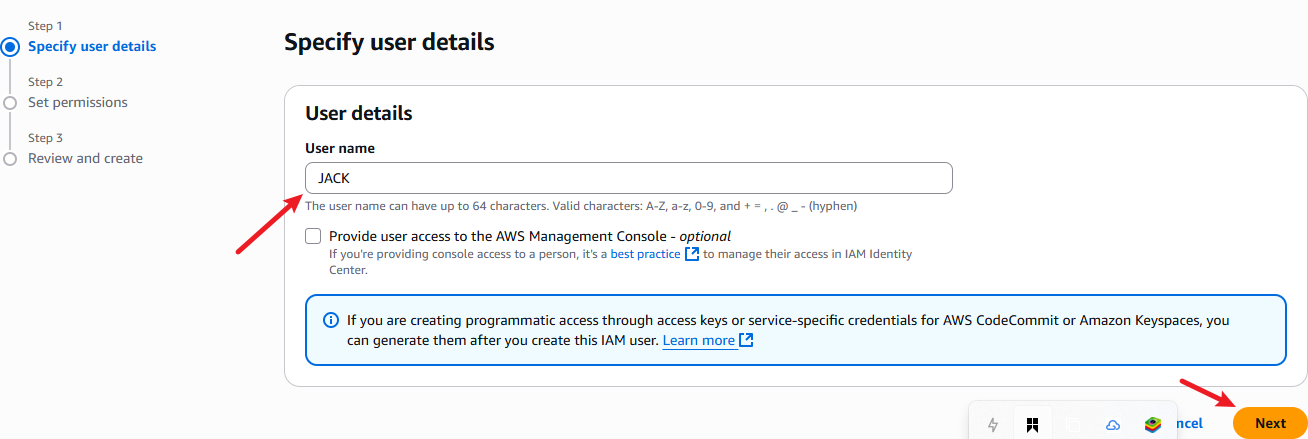 Step 1
Specify user details
Step 2
Set permissions
Step 3
Review and create
Specify user details
User details
User name
JACK
The user name can have up to 64 characters. Valid characters: A-Z, a-z, 0-9, and + = , . @ _ - (hyphen)
Provide user access to the AWS Management Console - optional
If you're providing console access to a person, it's a best practice to manage their access in IAM Identity
Center.
If you are creating programmatic access through access keys or service-specific credentials for AWS CodeCommit or Amazon Keyspaces, you
can generate them after you create this IAM user. Learn more
ncel
Next